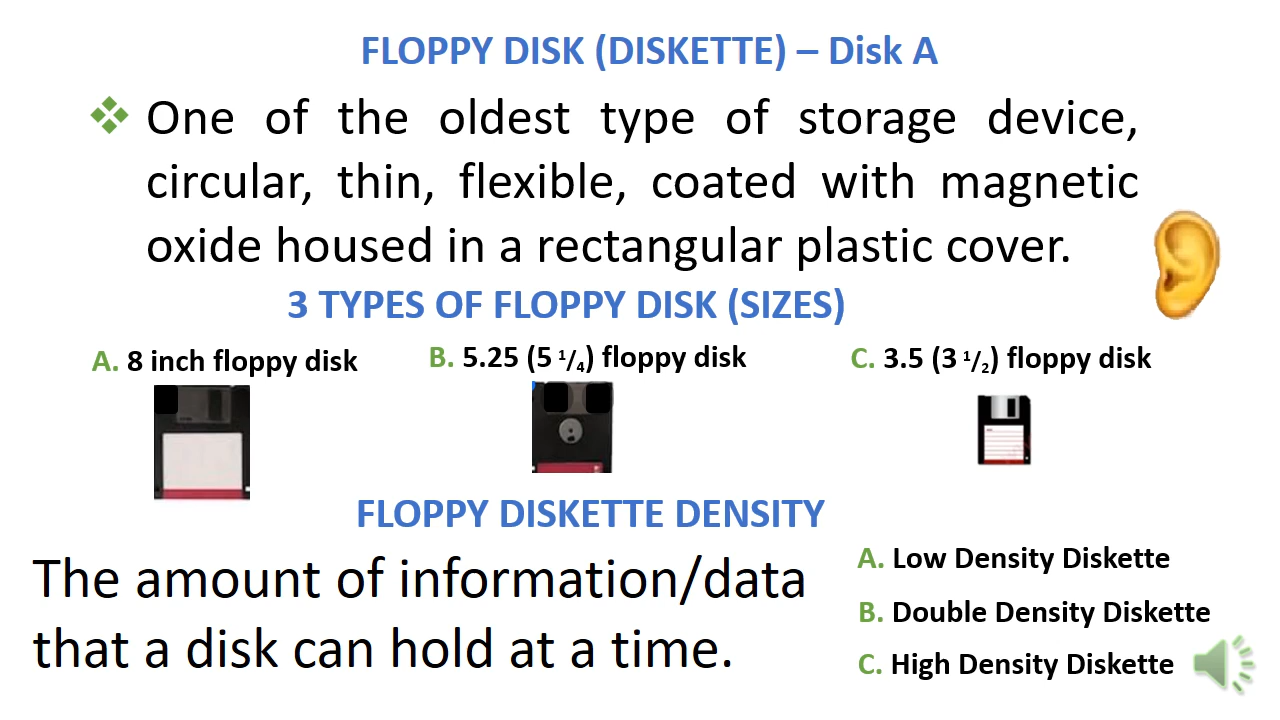 FLOPPY DISK (DISKETTE) – Disk A
❖ One of the oldest type of storage device,
circular, thin, flexible, coated with magnetic
oxide housed in a rectangular plastic cover.
3 TYPES OF FLOPPY DISK (SIZES)
A. 8 inch floppy disk
B. 5.25 (5 1/4) floppy disk
C. 3.5 (3 1/2) floppy disk
FLOPPY DISKETTE DENSITY
The amount of information/data
that a disk can hold at a time.
A. Low Density Diskette
B. Double Density Diskette
C. High Density Diskette